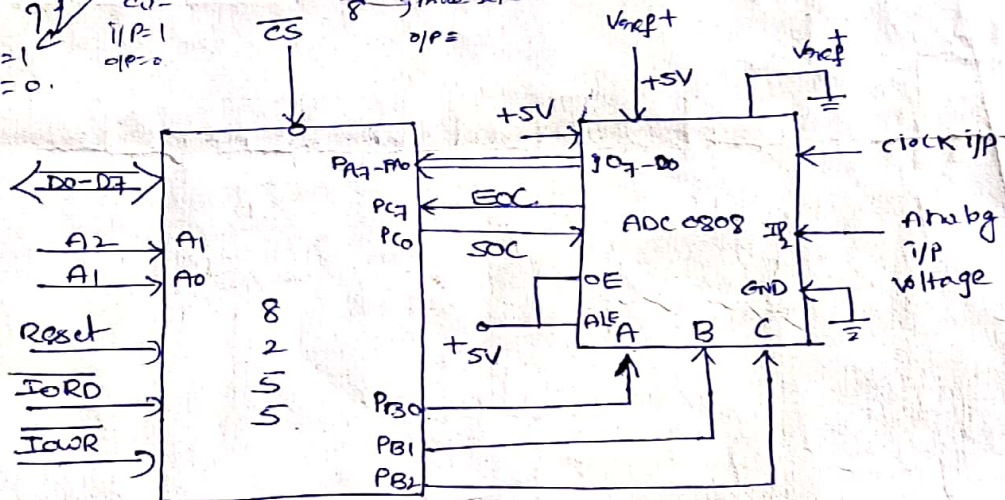 i/p=1
o/p=0
=1
=0.
CS
8
o/p=
Vref+
+5V
Vref+
+5V
D0-D7
PA7-PA0
D7-D0
clock i/p
PC7
EOC
PC0
SOC
ADC 0808
IP2
Analog
i/p
voltage
A2
A1
A1
A0
OE
GND
ALE
+5V
A
B
C
8
2
5
5
Reset
IORD
IOWR
PB0
PB1
PB2